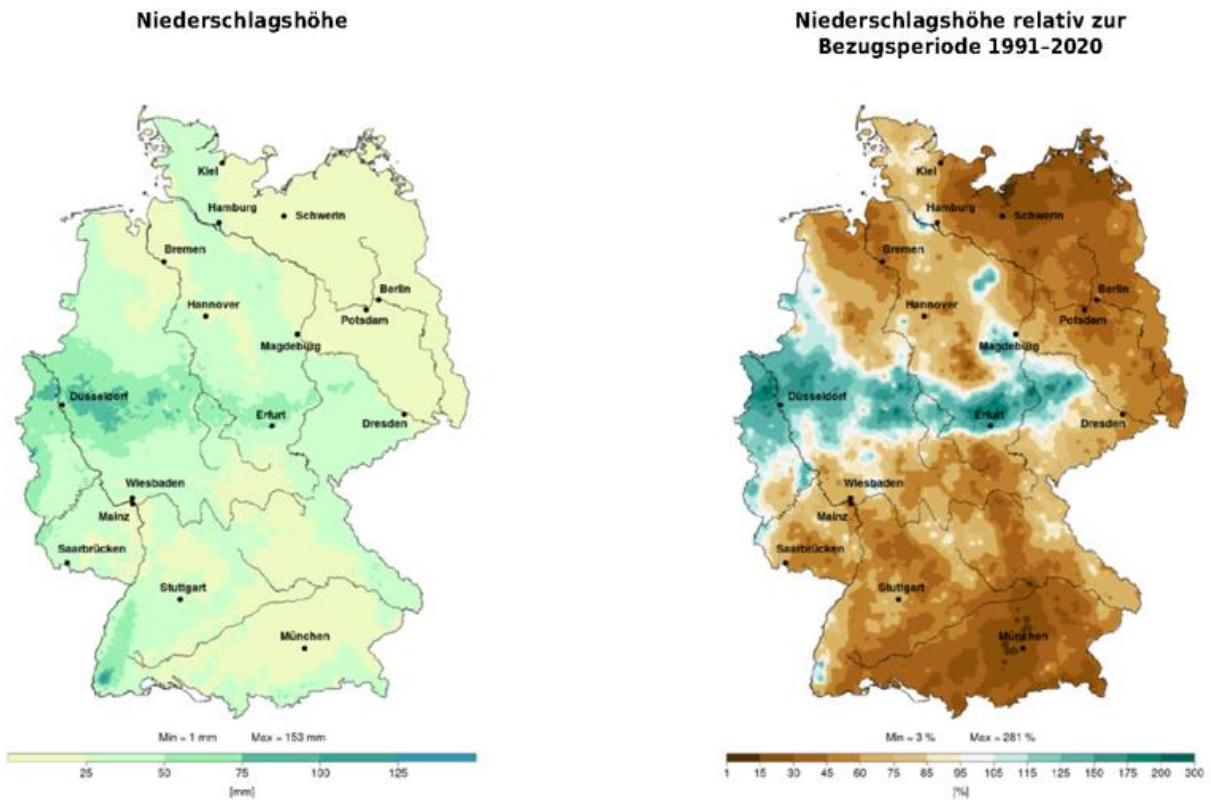 Niederschlagshöhe
Kiel
Hamburg
Schwerin
Bremen
Berlin
Hannover
Potsdam
Magdeburg
Düsseldorf
Erfurt
Dresden
Wiesbaden
Mainz
Saarbrücken
Stuttgart
München
Min = 1 mm Max = 153 mm
25 50 75 100 125
[mm]
Niederschlagshöhe relativ zur
Bezugsperiode 1991–2020
Kiel
Hamburg
Schwerin
Bremen
Berlin
Hannover
Potsdam
Magdeburg
Düsseldorf
Erfurt
Dresden
Wiesbaden
Mainz
Saarbrücken
Stuttgart
München
Min = 3 % Max = 281 %
1 15 30 45 60 75 85 95 105 115 125 150 175 200 300
[%]